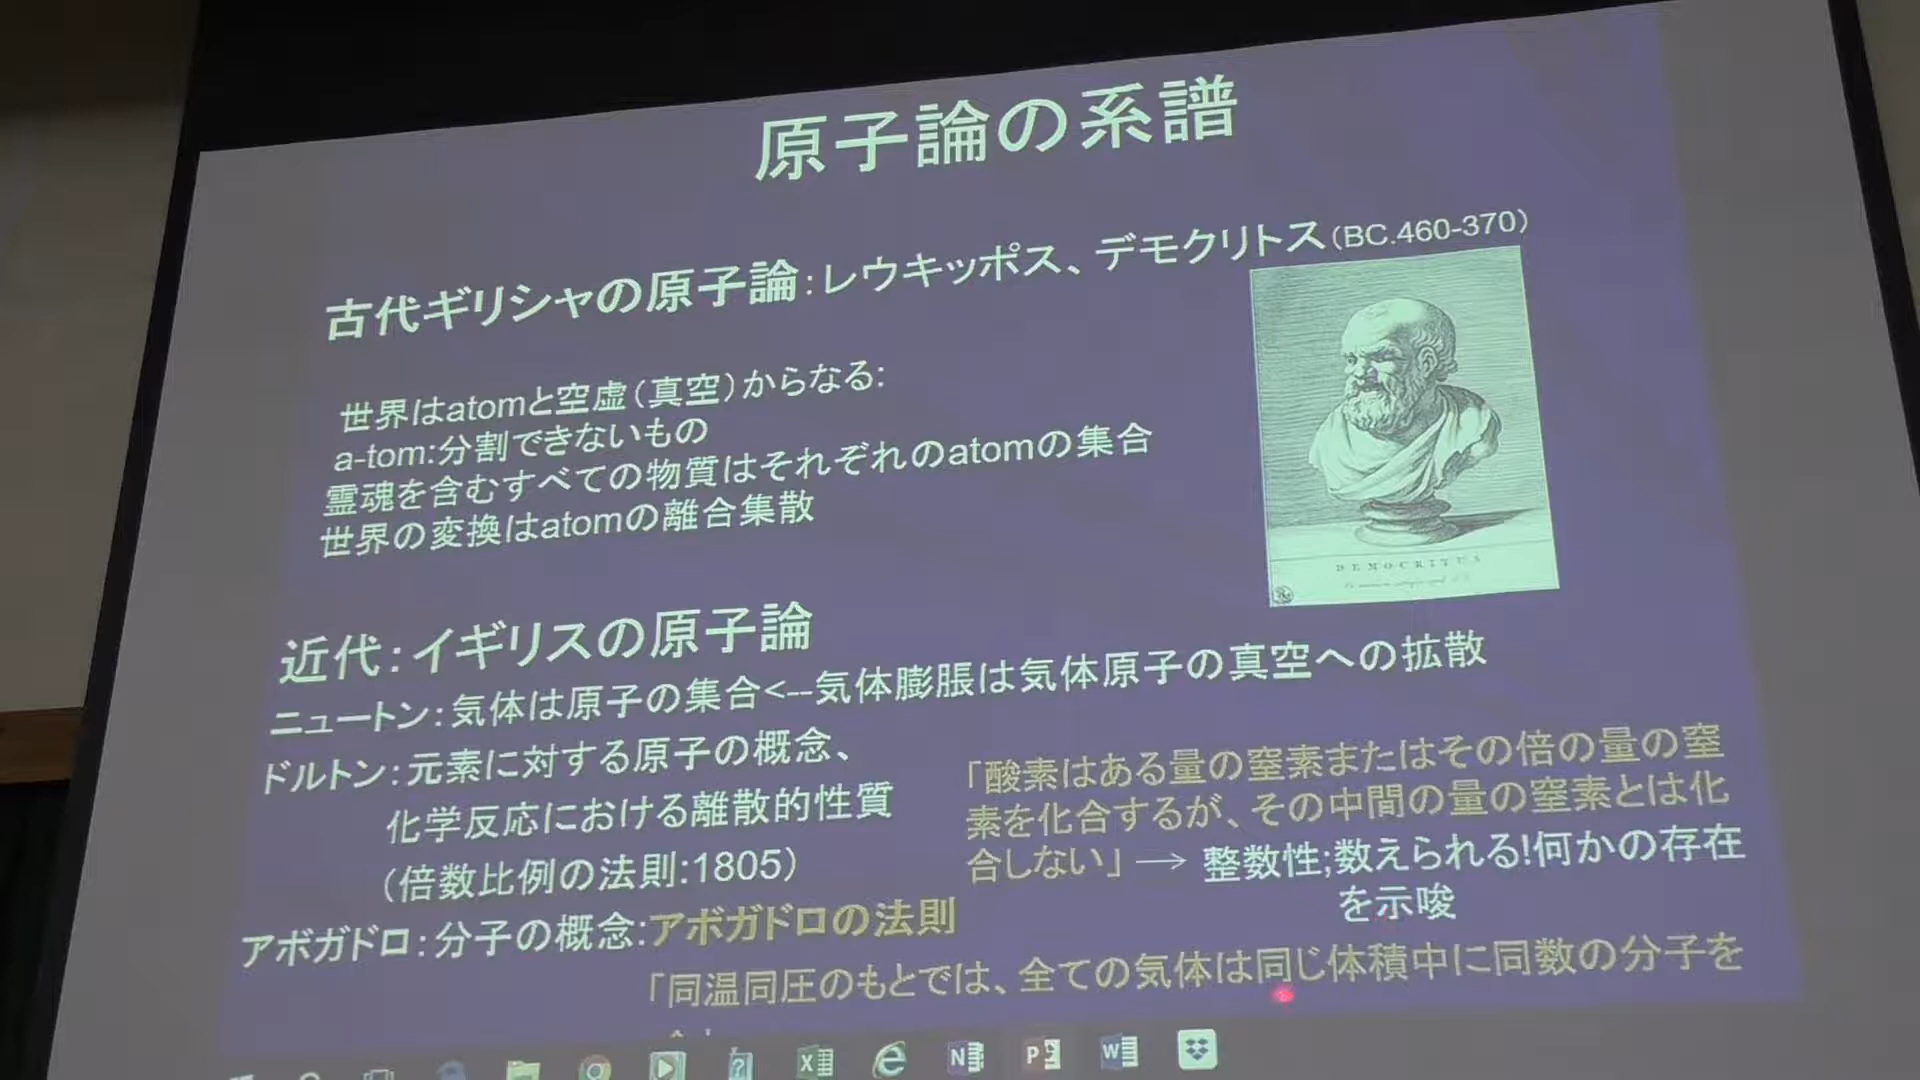 原子論の系譜
古代ギリシャの原子論：レウキッポス、デモクリトス（BC.460-370）
世界はatomと空虚（真空）からなる:
a-tom:分割できないもの
霊魂を含むすべての物質はそれぞれのatomの集合
世界の変換はatomの離合集散
DEMOCRITUS
近代：イギリスの原子論
ニュートン：気体は原子の集合<--気体膨脹は気体原子の真空への拡散
ドルトン：元素に対する原子の概念、
化学反応における離散的性質
（倍数比例の法則:1805）
「酸素はある量の窒素またはその倍の量の窒
素を化合するが、その中間の量の窒素とは化
合しない」→ 整数性;数えられる!何かの存在
を示唆
アボガドロ：分子の概念:アボガドロの法則
「同温同圧のもとでは、全ての気体は同じ体積中に同数の分子を